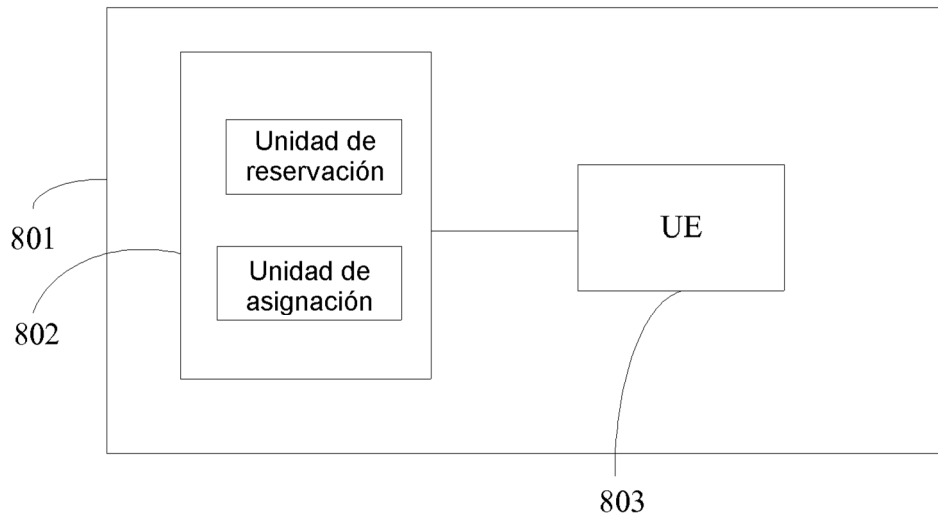 Unidad de
reservación
UE
801
Unidad de
asignación
802
803